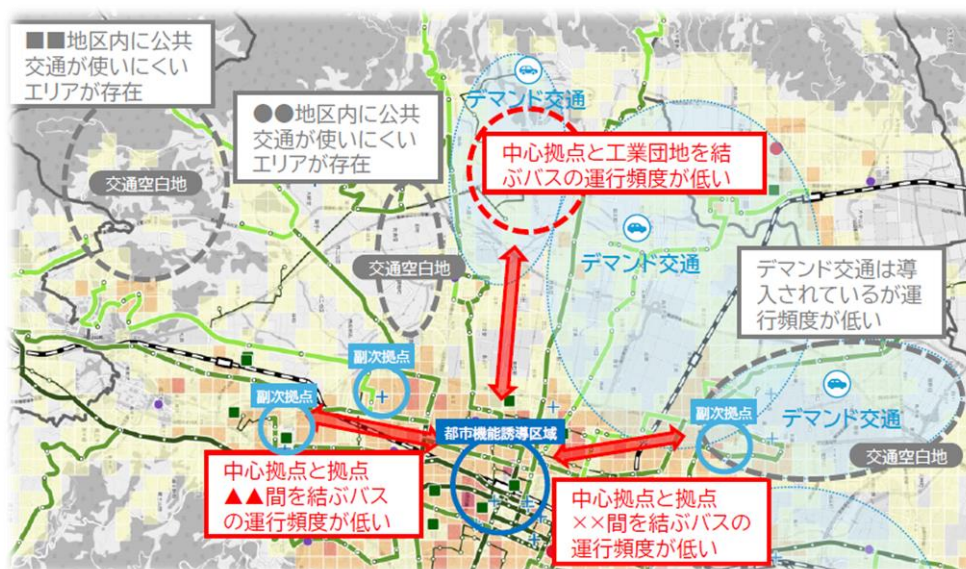 ■■地区内に公共
交通が使いにくい
エリアが存在
●●地区内に公共
交通が使いにくい
エリアが存在
デマンド交通
中心拠点と工業団地を結
ぶバスの運行頻度が低い
交通空白地
交通空白地
デマンド交通
デマンド交通は導
入されているが運
行頻度が低い
副次拠点
副次拠点
副次拠点
デマンド交通
都市機能誘導区域
交通空白地
中心拠点と拠点
▲▲間を結ぶバス
の運行頻度が低い
中心拠点と拠点
××間を結ぶバスの
運行頻度が低い